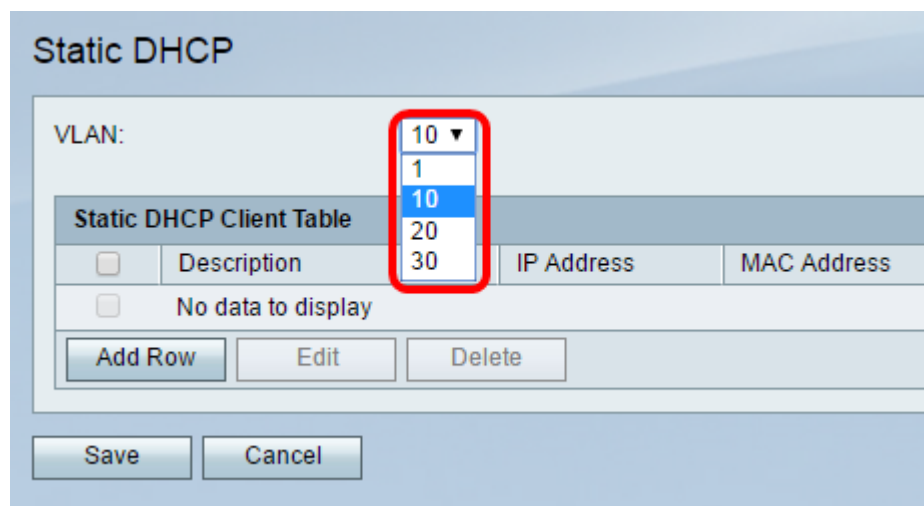 Static DHCP
VLAN:
10
1
10
20
30
Static DHCP Client Table
Description
IP Address
MAC Address
No data to display
Add Row
Edit
Delete
Save
Cancel